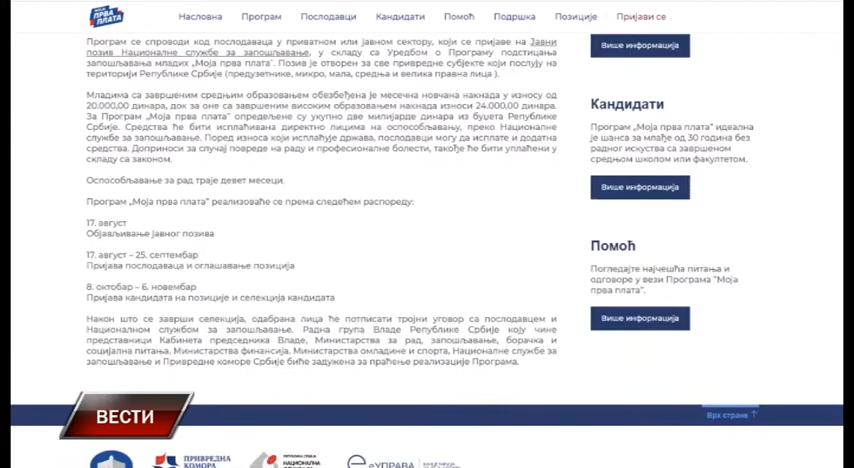 МОЈА
ПРВА
ПЛАТА
Насловна Програм Послодавци Кандидати Помоћ Подршка Позиције Пријави се
Програм се спроводи код послодаваца у приватном или јавном сектору, који се пријаве на Јавни
позив Националне службе за запошљавање, у складу са Уредбом о Програму подстицања
запошљавања младих „Моја прва плата". Позив је отворен за све привредне субјекте који послују на
територији Републике Србије (предузетнике, микро, мала, средња и велика правна лица ).
Младима са завршеним средњим образовањем обезбеђена је месечна новчана накнада у износу од
20.000,00 динара, док за оне са завршеним високим образовањем накнада износи 24.000,00 динара.
За Програм „Моја прва плата" опредељене су укупно две милијарде динара из буџета Републике
Србије. Средства ће бити исплаћивана директно лицима на оспособљавању, преко Националне
службе за запошљавање. Поред износа који исплаћује држава, послодавци могу да исплате и додатна
средства. Доприноси за случај повреде на раду и професионалне болести, такође ће бити уплаћени у
складу са законом.
Оспособљавање за рад траје девет месеци.
Програм „Моја прва плата" реализоваће се према следећем распореду:
17. август
Објављивање јавног позива
17. август – 25. септембар
Пријава послодаваца и оглашавање позиција
8. октобар – 6. новембар
Пријава кандидата на позиције и селекција кандидата
Након што се заврши селекција, одабрана лица ће потписати тројни уговор са послодавцем и
Националном службом за запошљавање. Радна група Владе Републике Србије коју чине
представници Кабинета председника Владе, Министарства за рад, запошљавање, борачка и
социјална питања, Министарства финансија, Министарства омладине и спорта, Националне службе за
запошљавање и Привредне коморе Србије биће задужена за праћење реализације Програма.
Више информација
Кандидати
Програм „Моја прва плата" идеална
је шанса за млађе од 30 година без
радног искуства са завршеном
средњом школом или факултетом.
Више информација
Помоћ
Погледајте најчешћа питања и
одговоре у вези Програма "Моја
прва плата".
Више информација
Врх стране ↑
ВЕСТИ
ПРИВРЕДНА
КОМОРА
НАЦИОНАЛНА
еУПРАВА